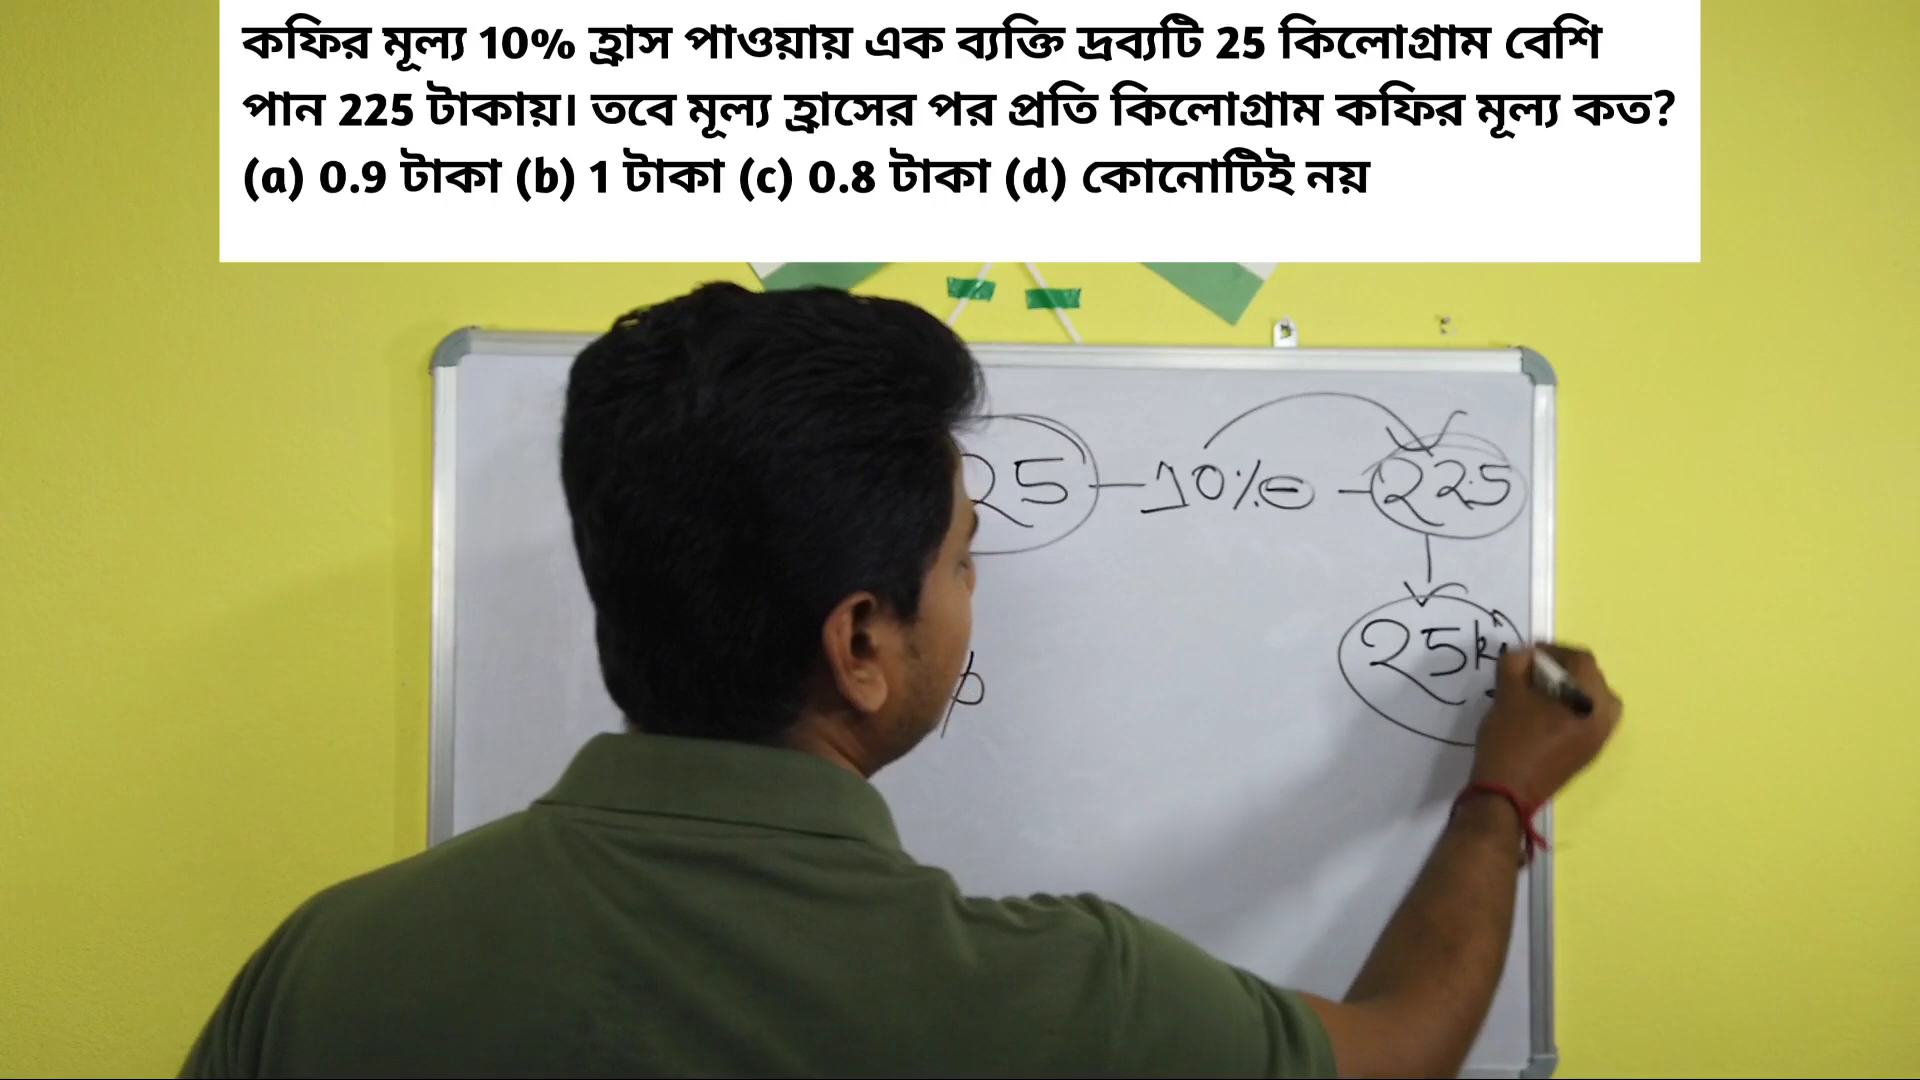 কফির মূল্য 10% হ্রাস পাওয়ায় এক ব্যক্তি দ্রব্যটি 25 কিলোগ্রাম বেশি
পান 225 টাকায়। তবে মূল্য হ্রাসের পর প্রতি কিলোগ্রাম কফির মূল্য কত?
(a) 0.9 টাকা (b) 1 টাকা (c) 0.8 টাকা (d) কোনোটিই নয়
25 - 10% - 225
25